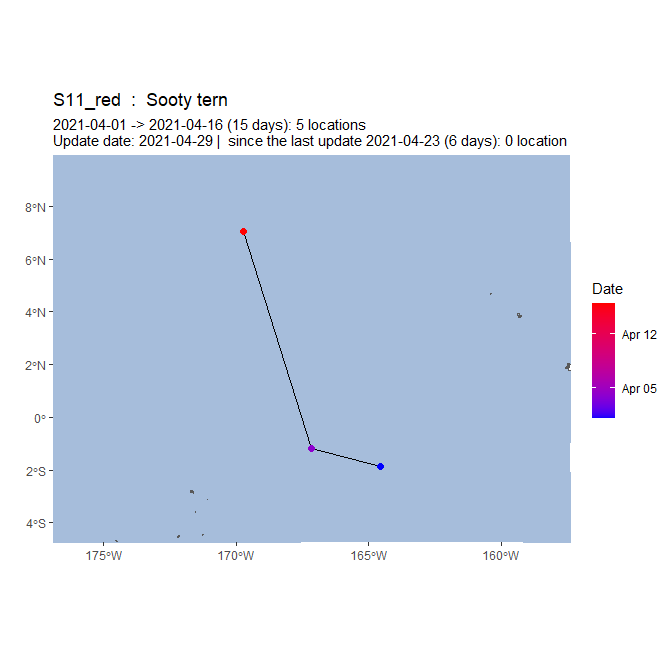 S11_red : Sooty tern
2021-04-01 -> 2021-04-16 (15 days): 5 locations
Update date: 2021-04-29 | since the last update 2021-04-23 (6 days): 0 location
8°N
6°N
4°N
2°N
0°
2°S
4°S
175°W
170°W
165°W
160°W
Date
Apr 12
Apr 05